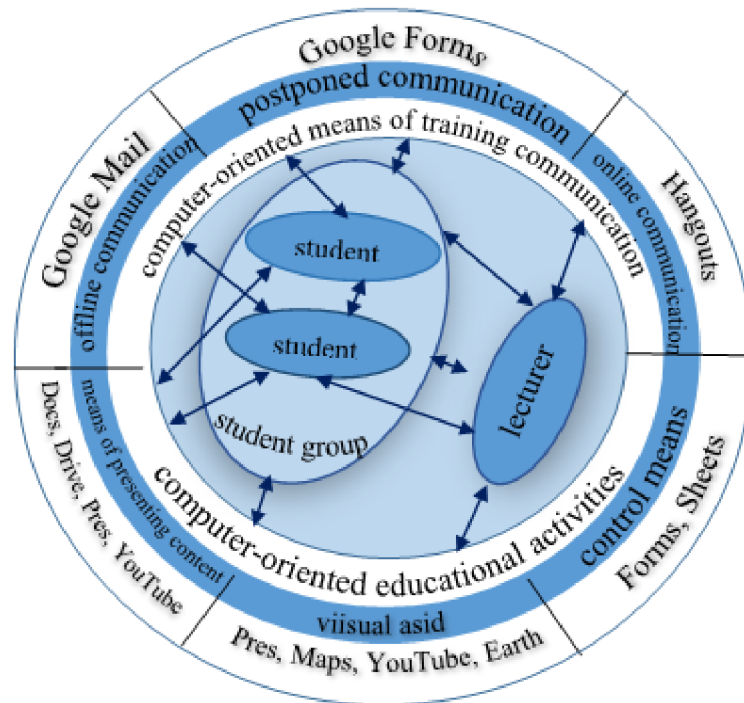 Google Forms
postponed communication
Google Mail
offline communication
computer-oriented means of training communication
online communication
Hangouts
student
student
student group
lecturer
Docs, Drive, Pres, YouTube
means of presenting content
computer-oriented educational activities
control means
Forms, Sheets
viisual asid
Pres, Maps, YouTube, Earth